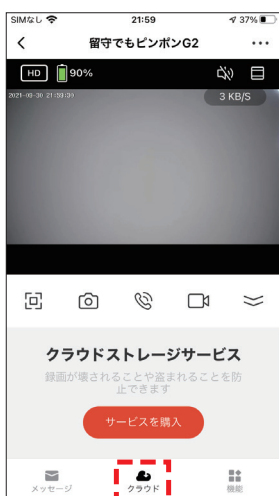 SIMなし 21:59 37%
留守でもピンポンG2
HD 90%
2021-09-30 21:59:39
3 KB/S
クラウドストレージサービス
録画が壊されることや盗まれることを防
止できます
サービスを購入
メッセージ クラウド 機能